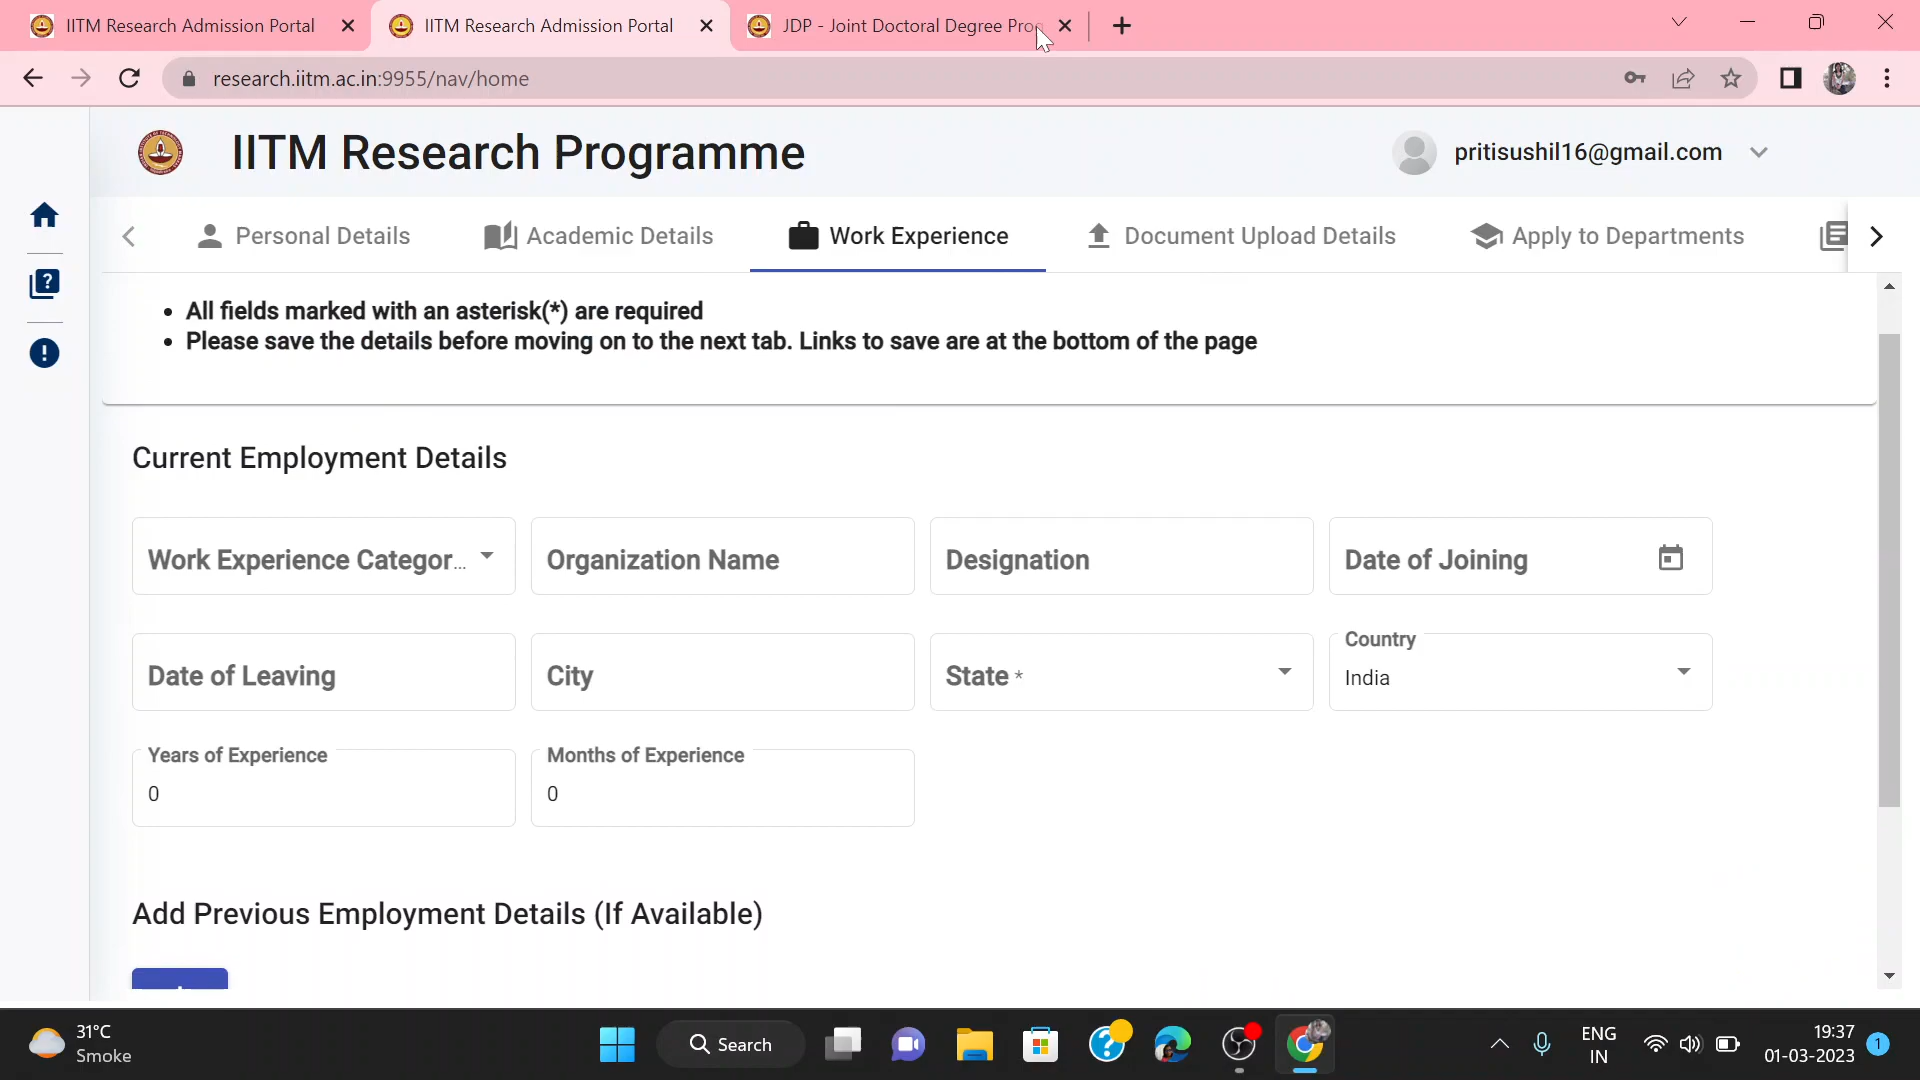 IITM Research Admission Portal
IITM Research Admission Portal
JDP - Joint Doctoral Degree Prog
research.iitm.ac.in:9955/nav/home
IITM Research Programme
pritisushil16@gmail.com
Personal Details
Academic Details
Work Experience
Document Upload Details
Apply to Departments
• All fields marked with an asterisk(*) are required
• Please save the details before moving on to the next tab. Links to save are at the bottom of the page
Current Employment Details
Work Experience Categor...
Organization Name
Designation
Date of Joining
Date of Leaving
City
State *
Country
India
Years of Experience
0
Months of Experience
0
Add Previous Employment Details (If Available)
31°C
Smoke
Search
ENG
IN
19:37
01-03-2023
1